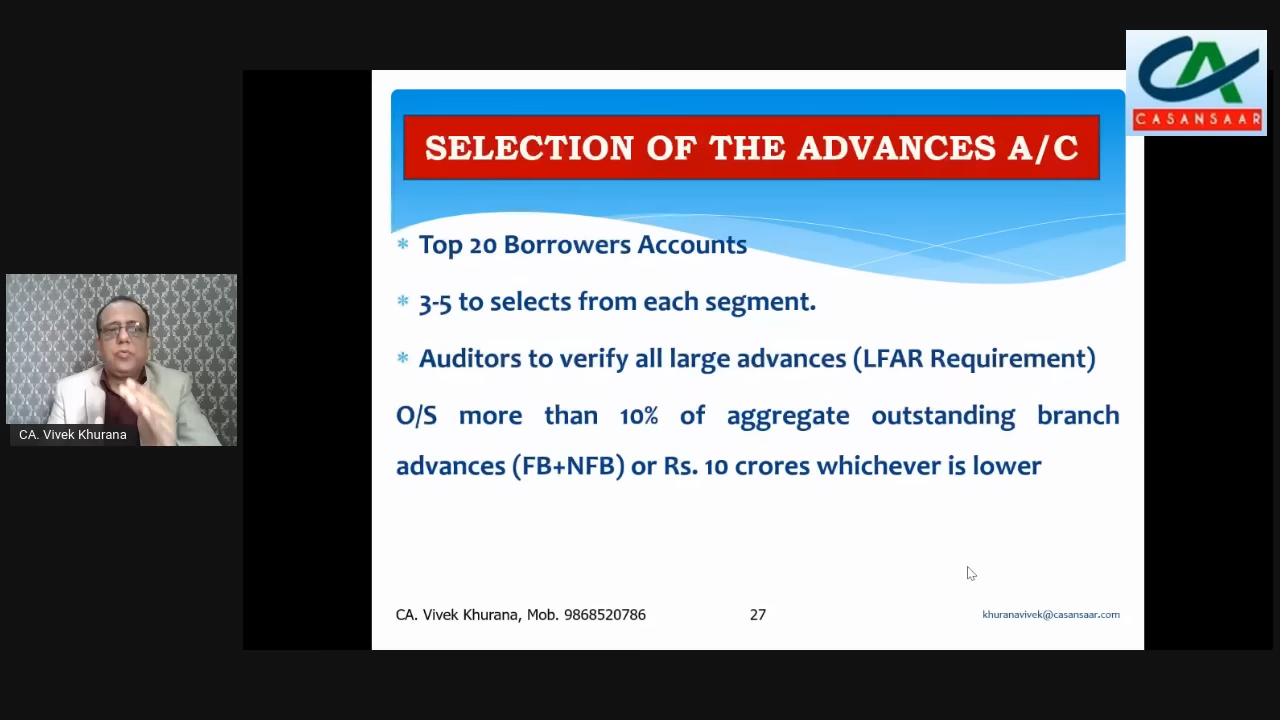 CASANSAAR
SELECTION OF THE ADVANCES A/C
* Top 20 Borrowers Accounts
* 3-5 to selects from each segment.
* Auditors to verify all large advances (LFAR Requirement)
O/S more than 10% of aggregate outstanding branch
advances (FB+NFB) or Rs. 10 crores whichever is lower
CA. Vivek Khurana
CA. Vivek Khurana, Mob. 9868520786
27
khuranavivek@casansaar.com